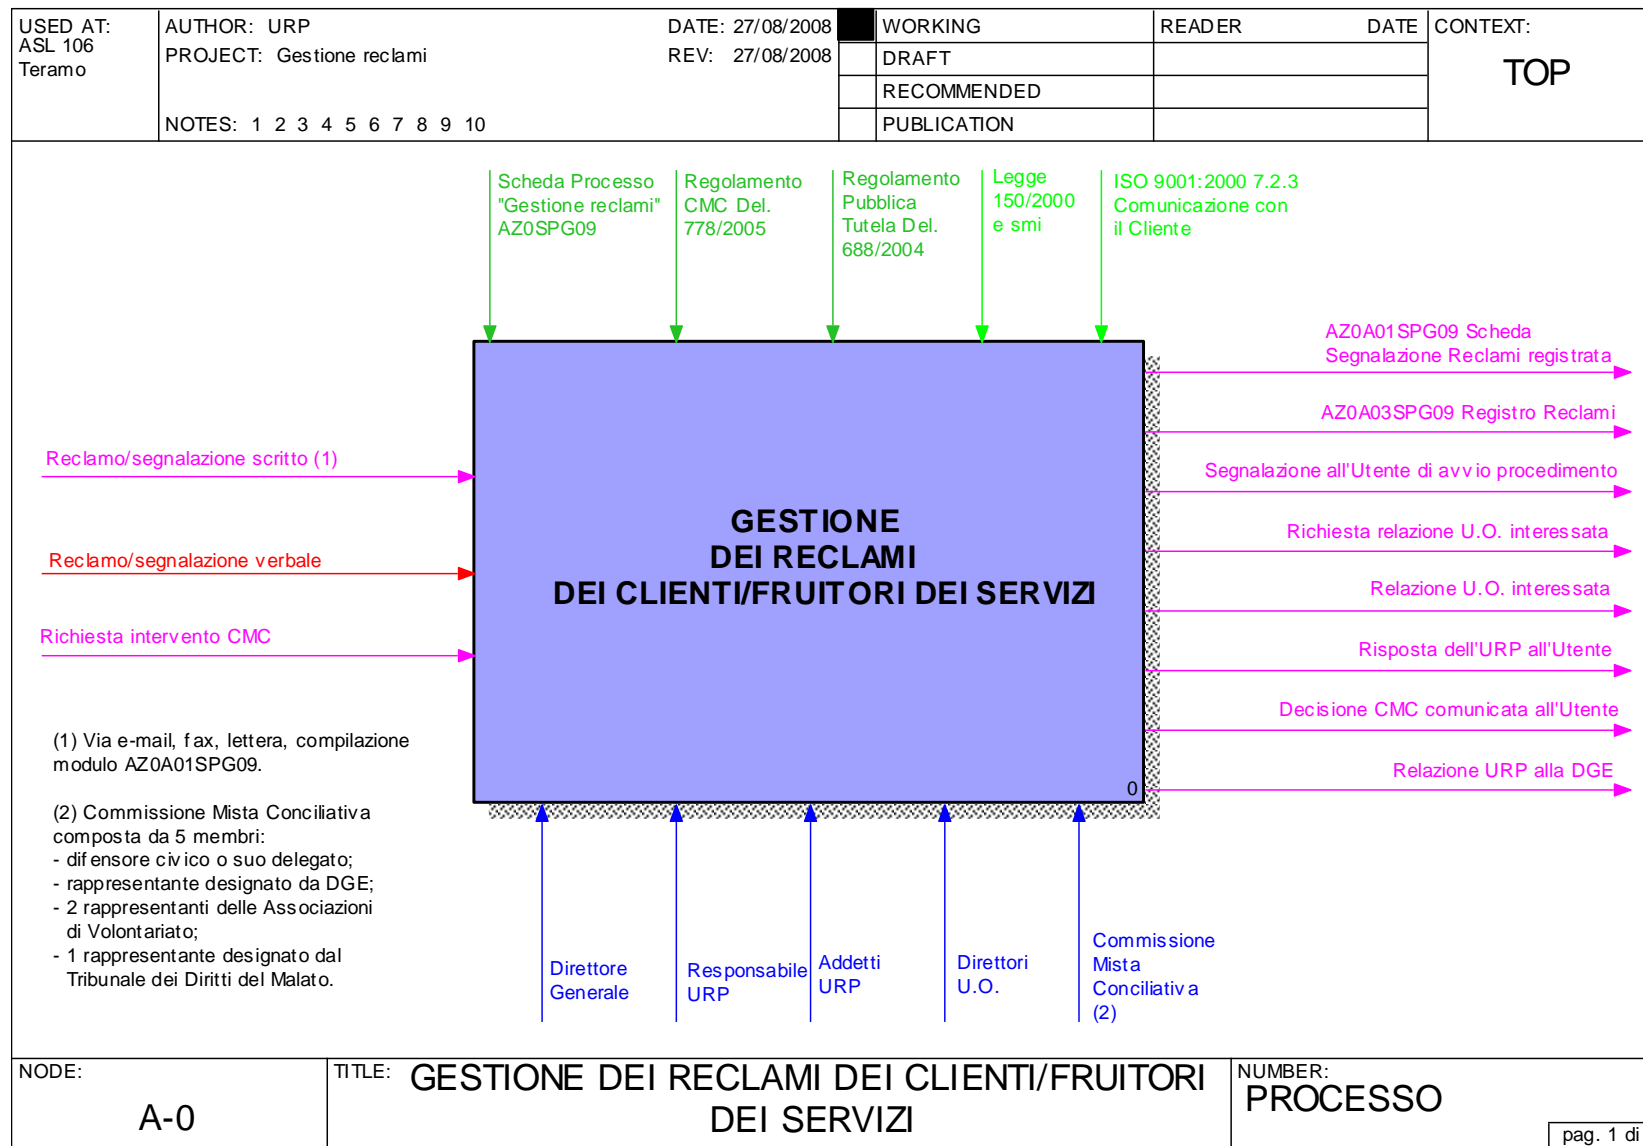 USED AT:
ASL 106
Teramo
AUTHOR: URP
DATE: 27/08/2008
PROJECT: Gestione reclami
REV: 27/08/2008
NOTES: 1 2 3 4 5 6 7 8 9 10
WORKING
DRAFT
RECOMMENDED
PUBLICATION
READER
DATE
CONTEXT:
TOP
Scheda Processo
"Gestione reclami"
AZ0SPG09
Regolamento
CMC Del.
778/2005
Regolamento
Pubblica
Tutela Del.
688/2004
Legge
150/2000
e smi
ISO 9001:2000 7.2.3
Comunicazione con
il Cliente
Reclamo/segnalazione scritto (1)
Reclamo/segnalazione verbale
Richiesta intervento CMC
GESTIONE
DEI RECLAMI
DEI CLIENTI/FRUITORI DEI SERVIZI
0
AZ0A01SPG09 Scheda
Segnalazione Reclami registrata
AZ0A03SPG09 Registro Reclami
Segnalazione all'Utente di avvio procedimento
Richiesta relazione U.O. interessata
Relazione U.O. interessata
Risposta dell'URP all'Utente
Decisione CMC comunicata all'Utente
Relazione URP alla DGE
(1) Via e-mail, fax, lettera, compilazione
modulo AZ0A01SPG09.
(2) Commissione Mista Conciliativa
composta da 5 membri:
- difensore civico o suo delegato;
- rappresentante designato da DGE;
- 2 rappresentanti delle Associazioni
di Volontariato;
- 1 rappresentante designato dal
Tribunale dei Diritti del Malato.
Direttore
Generale
Responsabile
URP
Addetti
URP
Direttori
U.O.
Commissione
Mista
Conciliativa
(2)
NODE:
A-0
TITLE:
GESTIONE DEI RECLAMI DEI CLIENTI/FRUITORI
DEI SERVIZI
NUMBER:
PROCESSO
pag. 1 di